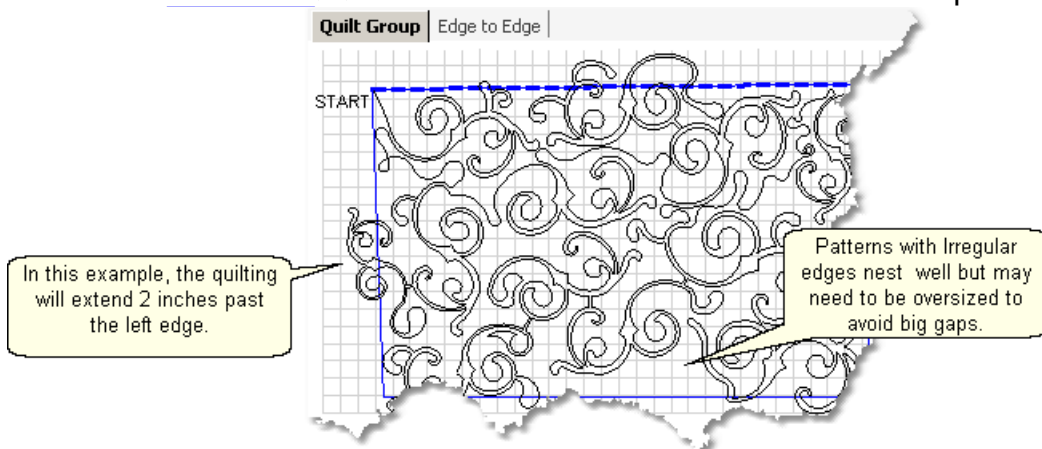 Quilt Group Edge to Edge
START
In this example, the quilting
will extend 2 inches past
the left edge.
Patterns with Irregular
edges nest well but may
need to be oversized to
avoid big gaps.